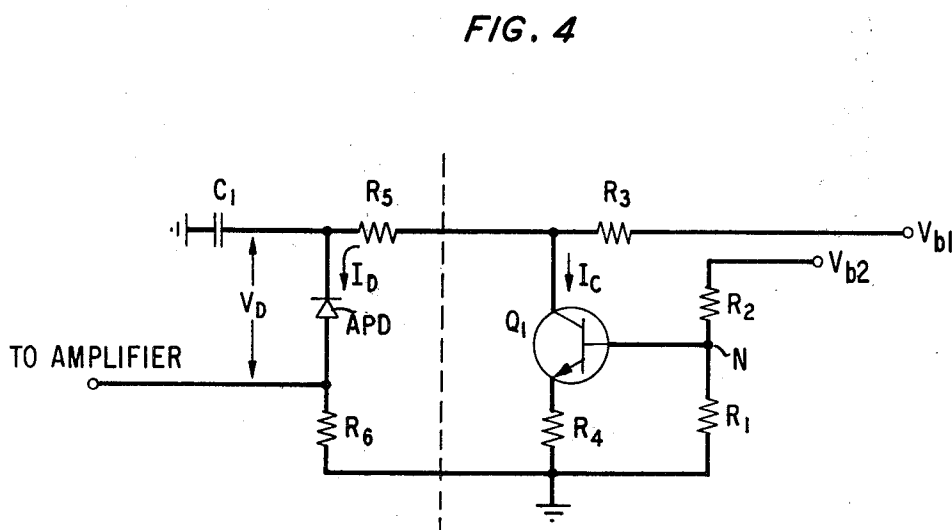 FIG. 4
C1
R5
R3
Vb1
ID
IC
Vb2
VD
R2
APD
Q1
TO AMPLIFIER
N
R6
R4
R1